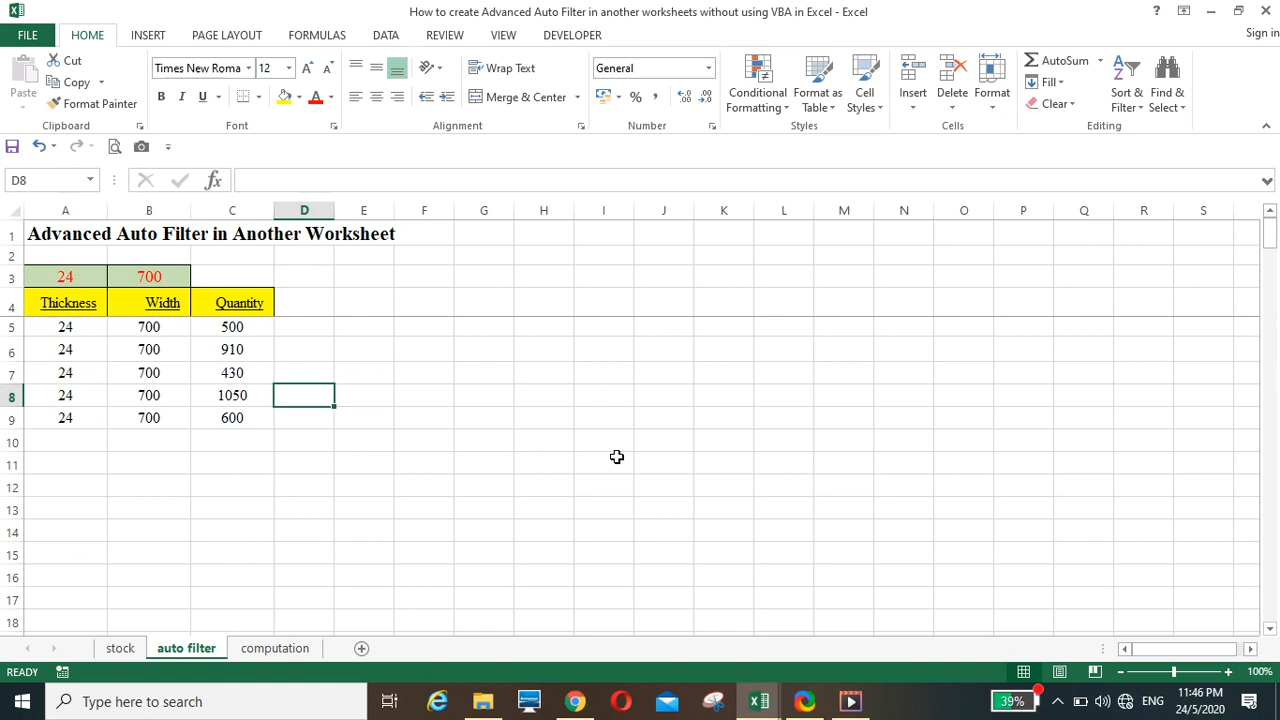 How to create Advanced Auto Filter in another worksheets without using VBA in Excel - Excel
?
FILE HOME INSERT PAGE LAYOUT FORMULAS DATA REVIEW VIEW DEVELOPER Sign in
Paste
Cut
Copy
Format Painter
Clipboard
Times New Roma 12 A A
B I U A
Font
Wrap Text
Merge & Center
Alignment
General
% , .0 .00 .00 .0
Number
Conditional Formatting
Format as Table
Cell Styles
Styles
Insert
Delete
Format
Cells
AutoSum
Fill
Clear
Sort & Filter
Find & Select
Editing
D8 fx
A B C D E F G H I J K L M N O P Q R S
1 Advanced Auto Filter in Another Worksheet
2
3 24 700
4 Thickness Width Quantity
5 24 700 500
6 24 700 910
7 24 700 430
8 24 700 1050
9 24 700 600
10
11
12
13
14
15
16
17
18
stock auto filter computation
READY 100%
Type here to search
39%
ENG
11:46 PM
24/5/2020